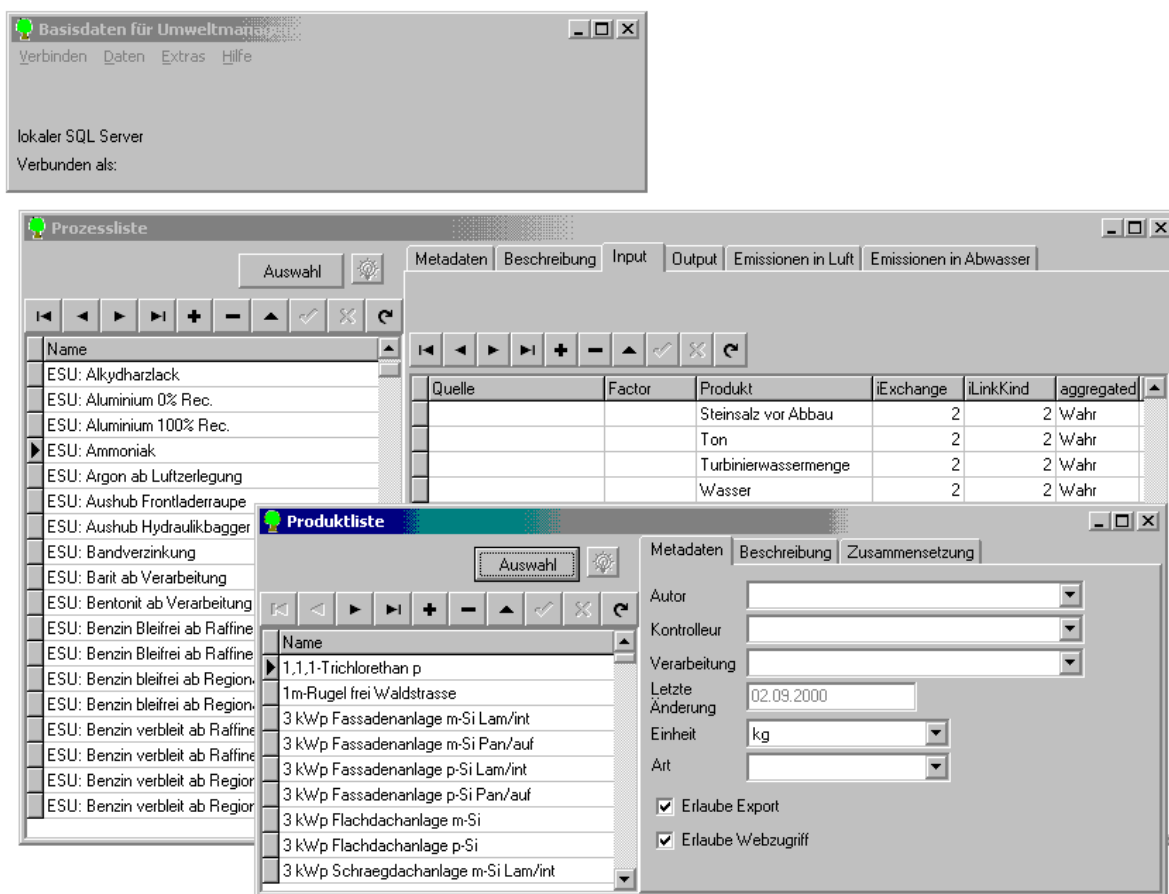 Basisdaten für Umweltmanag
Verbinden Daten Extras Hilfe
lokaler SQL Server
Verbunden als:
Prozessliste
Auswahl
Metadaten Beschreibung Input Output Emissionen in Luft Emissionen in Abwasser
Name
ESU: Alkydharzlack
ESU: Aluminium 0% Rec.
ESU: Aluminium 100% Rec.
ESU: Ammoniak
ESU: Argon ab Luftzerlegung
ESU: Aushub Frontladerraupe
ESU: Aushub Hydraulikbagger
ESU: Bandverzinkung
ESU: Barit ab Verarbeitung
ESU: Bentonit ab Verarbeitung
ESU: Benzin Bleifrei ab Raffine
ESU: Benzin Bleifrei ab Raffine
ESU: Benzin bleifrei ab Region
ESU: Benzin bleifrei ab Region
ESU: Benzin verbleit ab Raffine
ESU: Benzin verbleit ab Raffine
ESU: Benzin verbleit ab Region
ESU: Benzin verbleit ab Region
Quelle Factor Produkt iExchange iLinkKind aggregated
Steinsalz vor Abbau 2 2 Wahr
Ton 2 2 Wahr
Turbinierwassermenge 2 2 Wahr
Wasser 2 2 Wahr
Produktliste
Auswahl
Name
1,1,1-Trichlorethan p
1m-Rugel frei Waldstrasse
3 kWp Fassadenanlage m-Si Lam/int
3 kWp Fassadenanlage m-Si Pan/auf
3 kWp Fassadenanlage p-Si Lam/int
3 kWp Fassadenanlage p-Si Pan/auf
3 kWp Flachdachanlage m-Si
3 kWp Flachdachanlage p-Si
3 kWp Schraegdachanlage m-Si Lam/int
Metadaten Beschreibung Zusammensetzung
Autor
Kontrolleur
Verarbeitung
Letzte
Änderung 02.09.2000
Einheit kg
Art
Erlaube Export
Erlaube Webzugriff